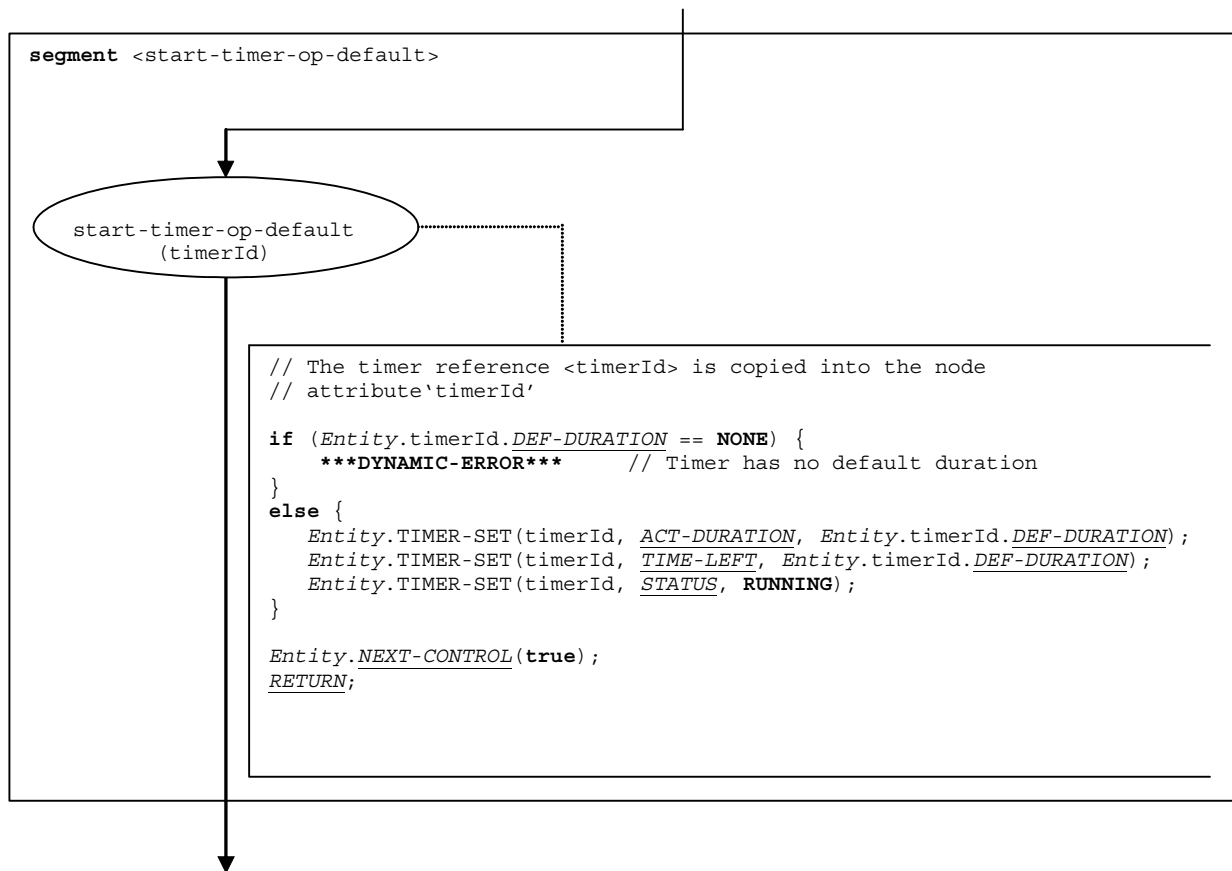 segment <start-timer-op-default>
start-timer-op-default
(timerId)
// The timer reference <timerId> is copied into the node
// attribute‘timerId’
if (Entity.timerId.DEF-DURATION == NONE) {
***DYNAMIC-ERROR*** // Timer has no default duration
}
else {
Entity.TIMER-SET(timerId, ACT-DURATION, Entity.timerId.DEF-DURATION);
Entity.TIMER-SET(timerId, TIME-LEFT, Entity.timerId.DEF-DURATION);
Entity.TIMER-SET(timerId, STATUS, RUNNING);
}
Entity.NEXT-CONTROL(true);
RETURN;